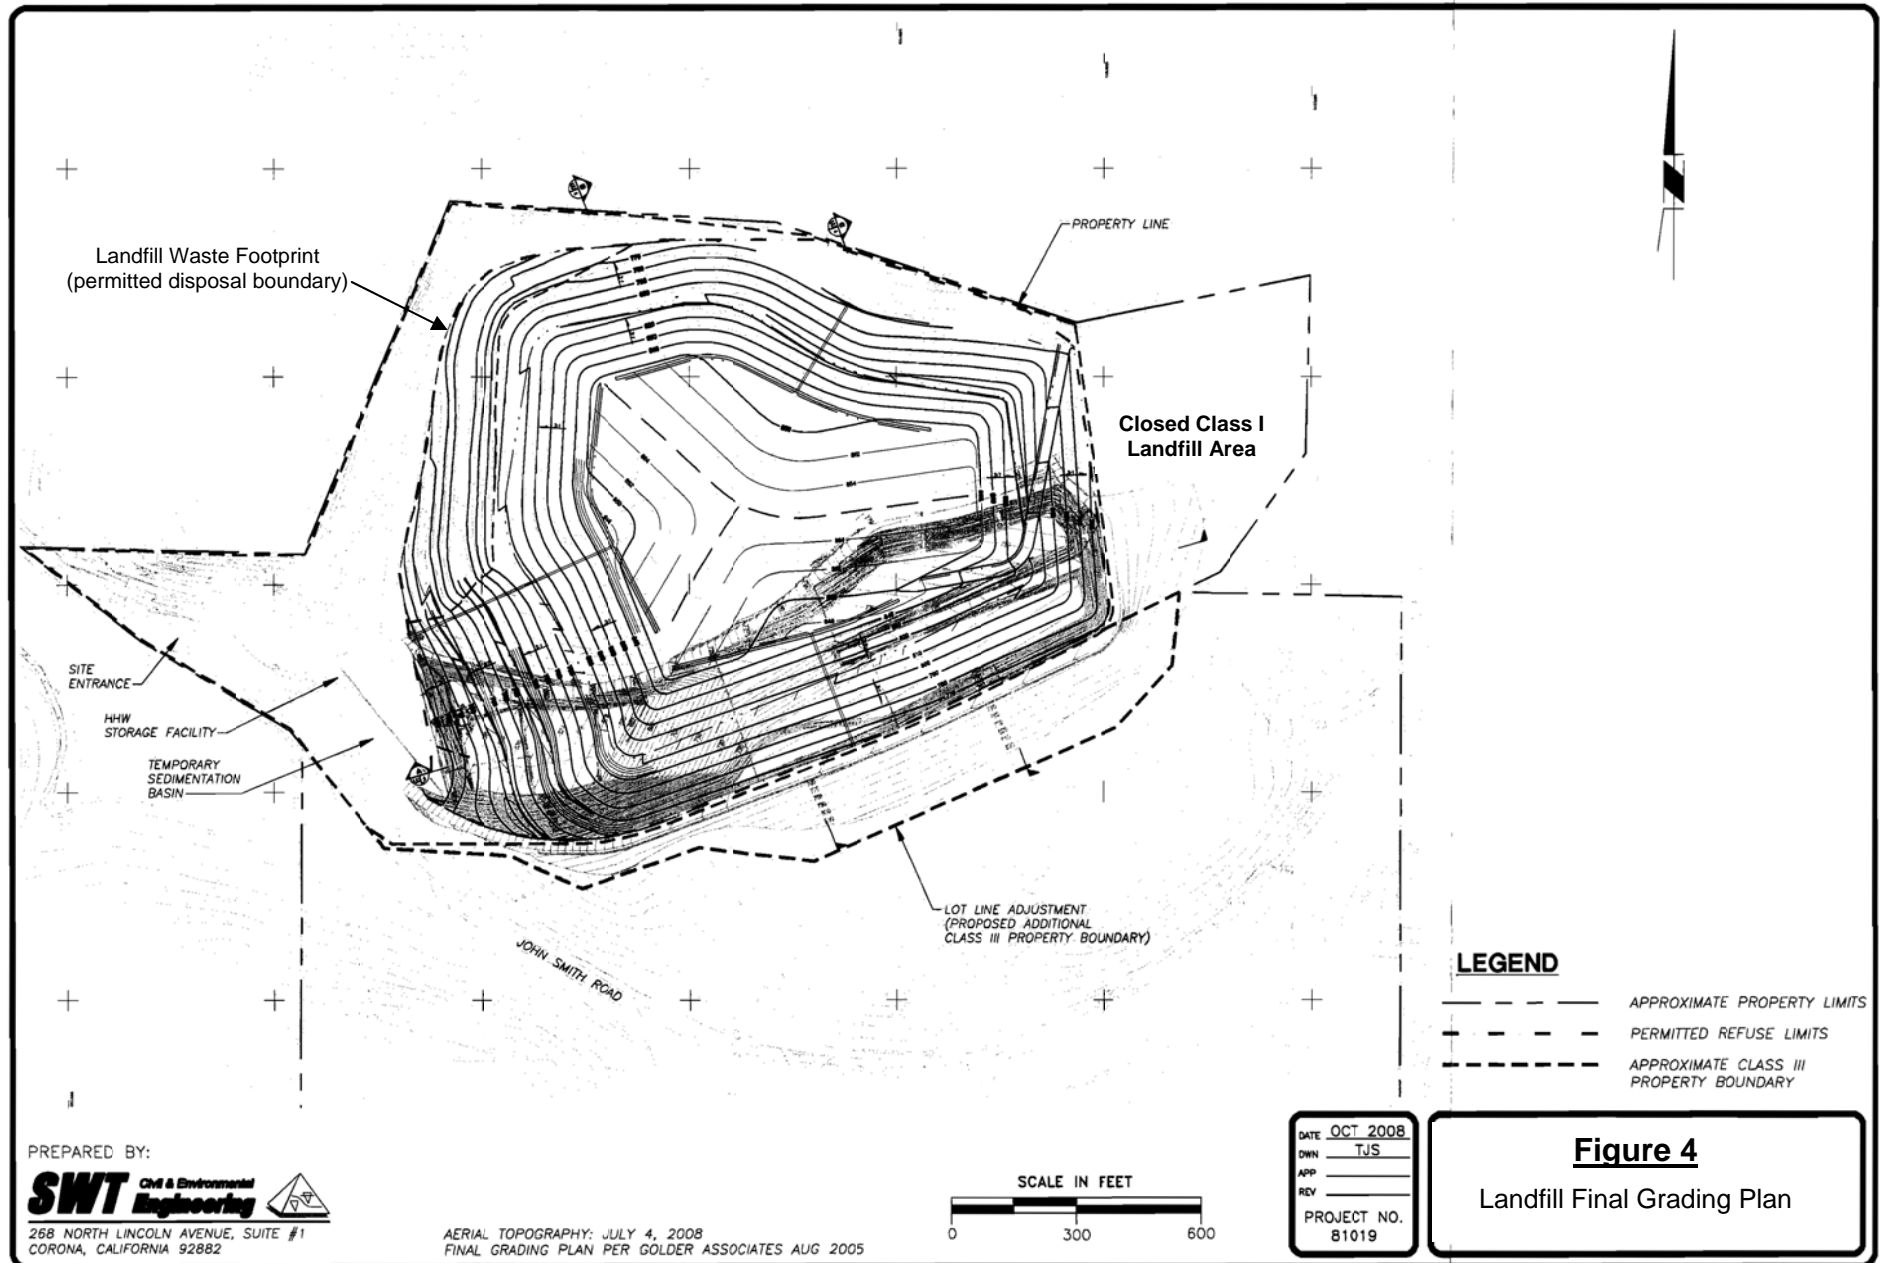 Landfill Waste Footprint
(permitted disposal boundary)
PROPERTY LINE
Closed Class I
Landfill Area
SITE
ENTRANCE
HHW
STORAGE FACILITY
TEMPORARY
SEDIMENTATION
BASIN
LOT LINE ADJUSTMENT
(PROPOSED ADDITIONAL
CLASS III PROPERTY BOUNDARY)
JOHN SMITH ROAD
LEGEND
APPROXIMATE PROPERTY LIMITS
PERMITTED REFUSE LIMITS
APPROXIMATE CLASS III
PROPERTY BOUNDARY
PREPARED BY:
SWT Civil & Environmental
Engineering
268 NORTH LINCOLN AVENUE, SUITE #1
CORONA, CALIFORNIA 92882
AERIAL TOPOGRAPHY: JULY 4, 2008
FINAL GRADING PLAN PER GOLDER ASSOCIATES AUG 2005
SCALE IN FEET
0 300 600
DATE OCT 2008
DWN TJS
APP
REV
PROJECT NO.
81019
Figure 4
Landfill Final Grading Plan